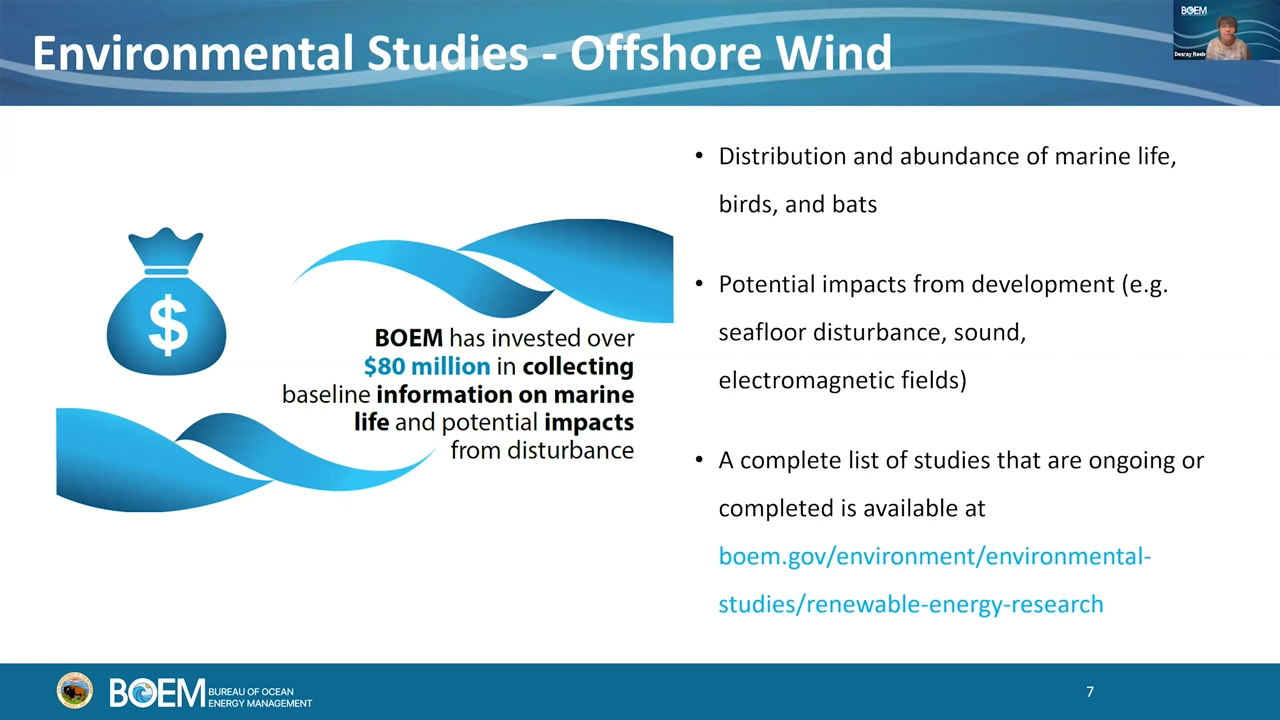 Environmental Studies - Offshore Wind
BOEM
Desray Reeb
$
BOEM has invested over
$80 million in collecting
baseline information on marine
life and potential impacts
from disturbance
• Distribution and abundance of marine life,
birds, and bats
• Potential impacts from development (e.g.
seafloor disturbance, sound,
electromagnetic fields)
• A complete list of studies that are ongoing or
completed is available at
boem.gov/environment/environmental-
studies/renewable-energy-research
BOEM
BUREAU OF OCEAN
ENERGY MANAGEMENT
7